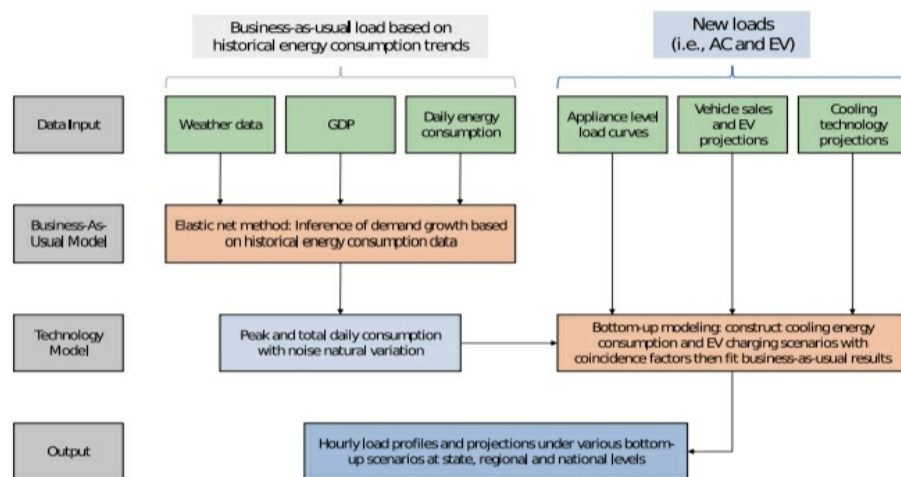 Business-as-usual load based on
historical energy consumption trends
New loads
(i.e., AC and EV)
Data Input
Weather data
GDP
Daily energy
consumption
Appliance level
load curves
Vehicle sales
and EV
projections
Cooling
technology
projections
Business-As-
Usual Model
Elastic net method: Inference of demand growth based
on historical energy consumption data
Technology
Model
Peak and total daily consumption
with noise natural variation
Bottom-up modeling: construct cooling energy
consumption and EV charging scenarios with
coincidence factors then fit business-as-usual results
Output
Hourly load profiles and projections under various bottom-
up scenarios at state, regional and national levels